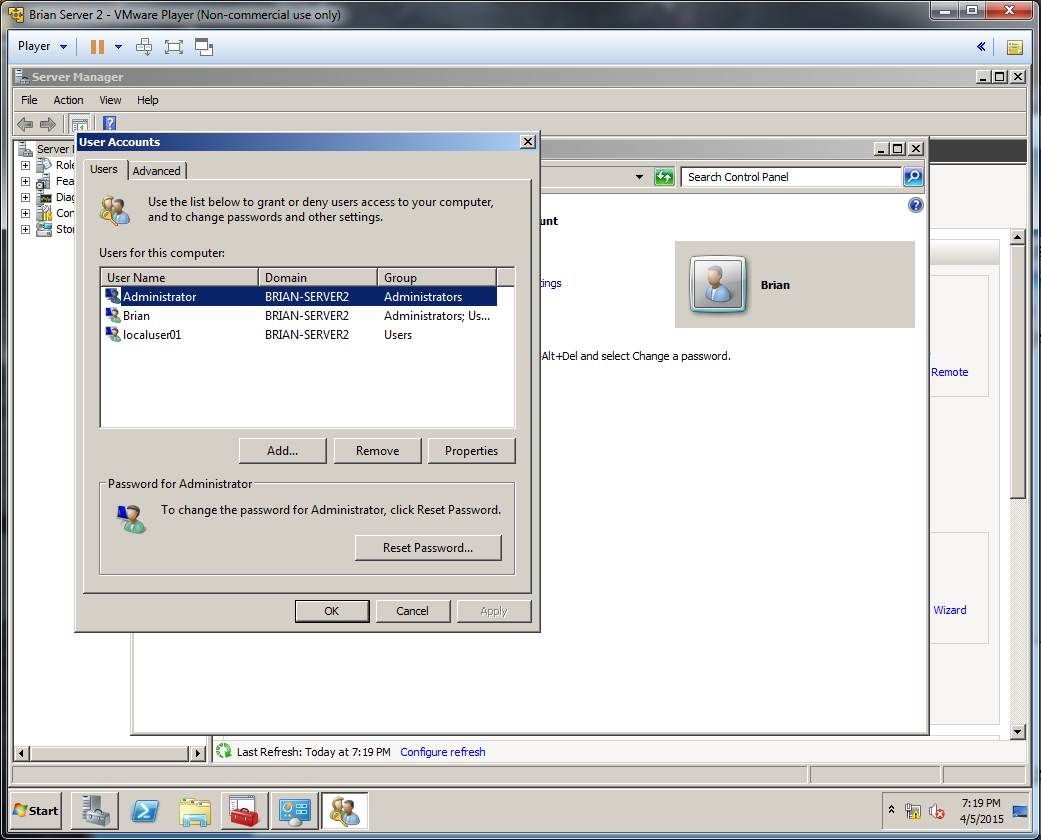 Brian Server 2 - VMware Player (Non-commercial use only)
Player
Server Manager
File Action View Help
Server
Role
Fea
Diag
Con
Stor
User Accounts
Users Advanced
Use the list below to grant or deny users access to your computer,
and to change passwords and other settings.
Users for this computer:
User Name Domain Group
Administrator BRIAN-SERVER2 Administrators
Brian BRIAN-SERVER2 Administrators; Us...
localuser01 BRIAN-SERVER2 Users
Add... Remove Properties
Password for Administrator
To change the password for Administrator, click Reset Password.
Reset Password...
OK Cancel Apply
Search Control Panel
unt
ings
Brian
Alt+Del and select Change a password.
Remote
Wizard
Last Refresh: Today at 7:19 PM Configure refresh
Start
7:19 PM
4/5/2015